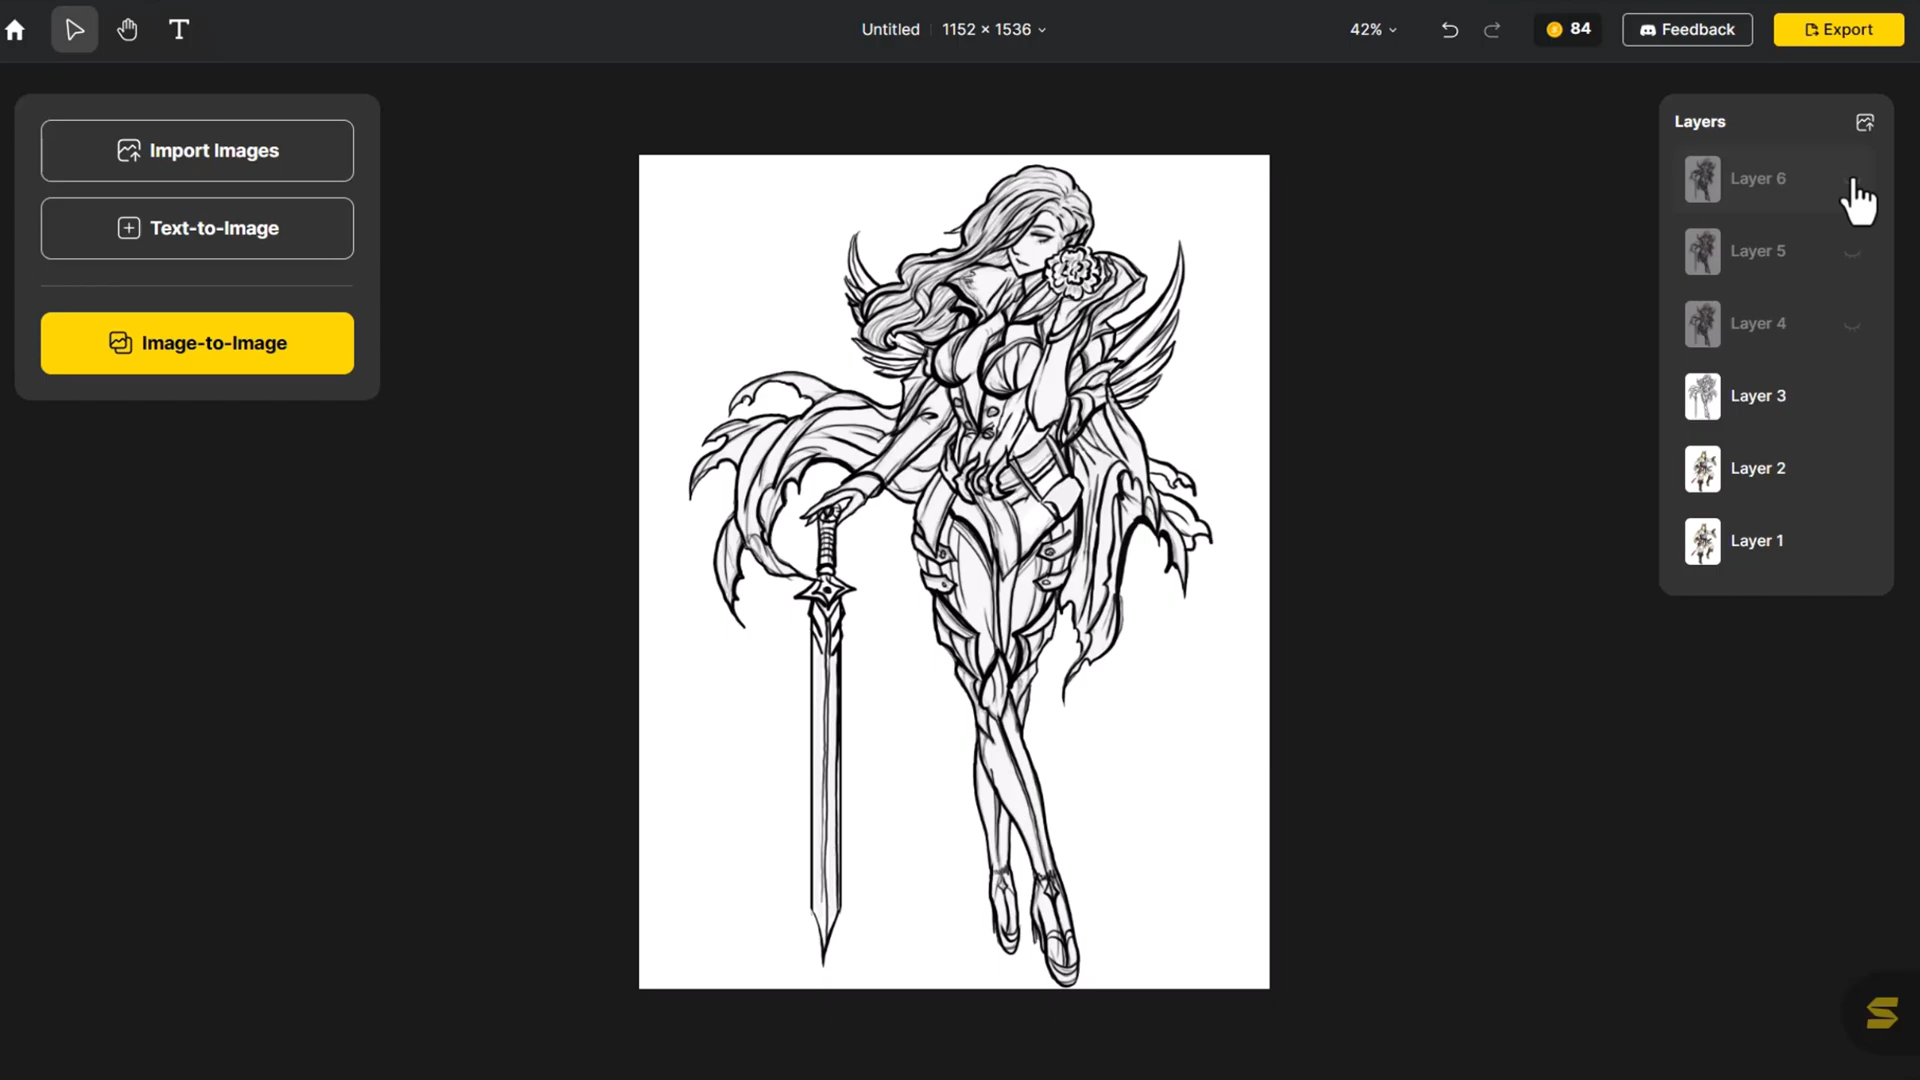 Untitled
1152 × 1536
42%
84
Feedback
Export
Import Images
Text-to-Image
Image-to-Image
Layers
Layer 6
Layer 5
Layer 4
Layer 3
Layer 2
Layer 1